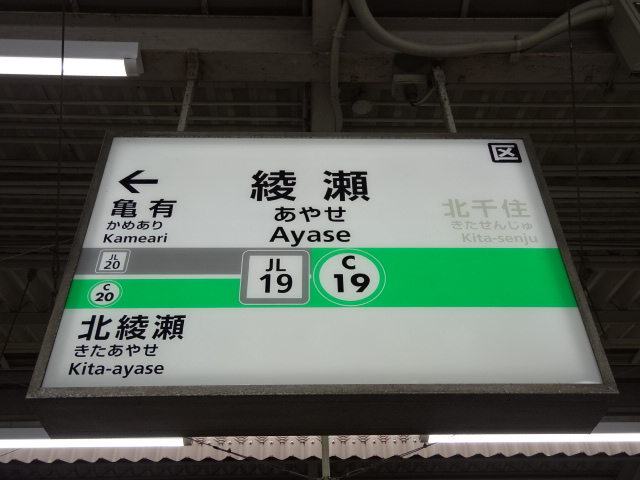 区
←
綾瀬
あやせ
Ayase
亀有
かめあり
Kameari
北千住
きたせんじゅ
Kita-senju
JL
20
JL
19
C
19
C
20
北綾瀬
きたあやせ
Kita-ayase